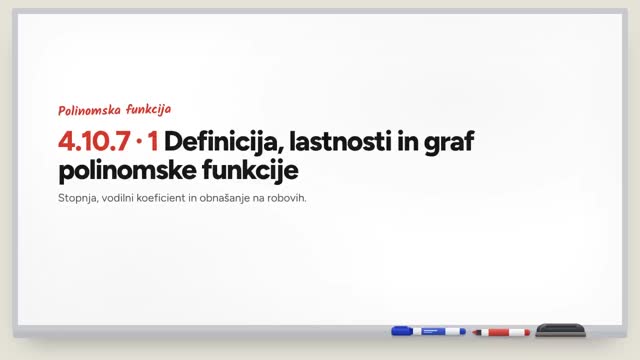 Polinomska funkcija
4.10.7 · 1 Definicija, lastnosti in graf
polinomske funkcije
Stopnja, vodilni koeficient in obnašanje na robovih.